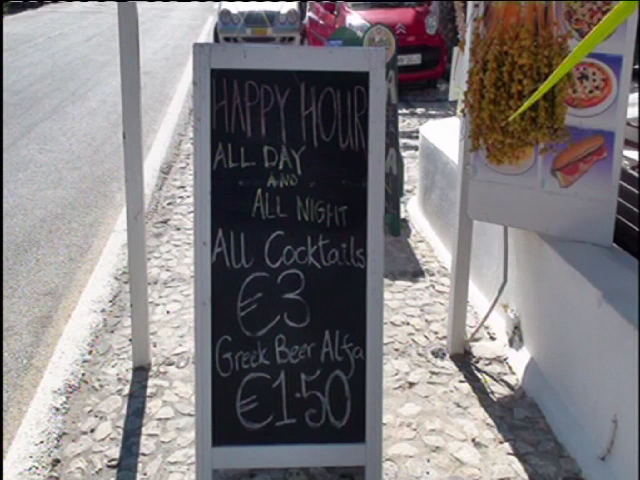 HAPPY HOUR
ALL DAY
AND
ALL NIGHT
All Cocktails
€3
Greek Beer Alfa
€1.50